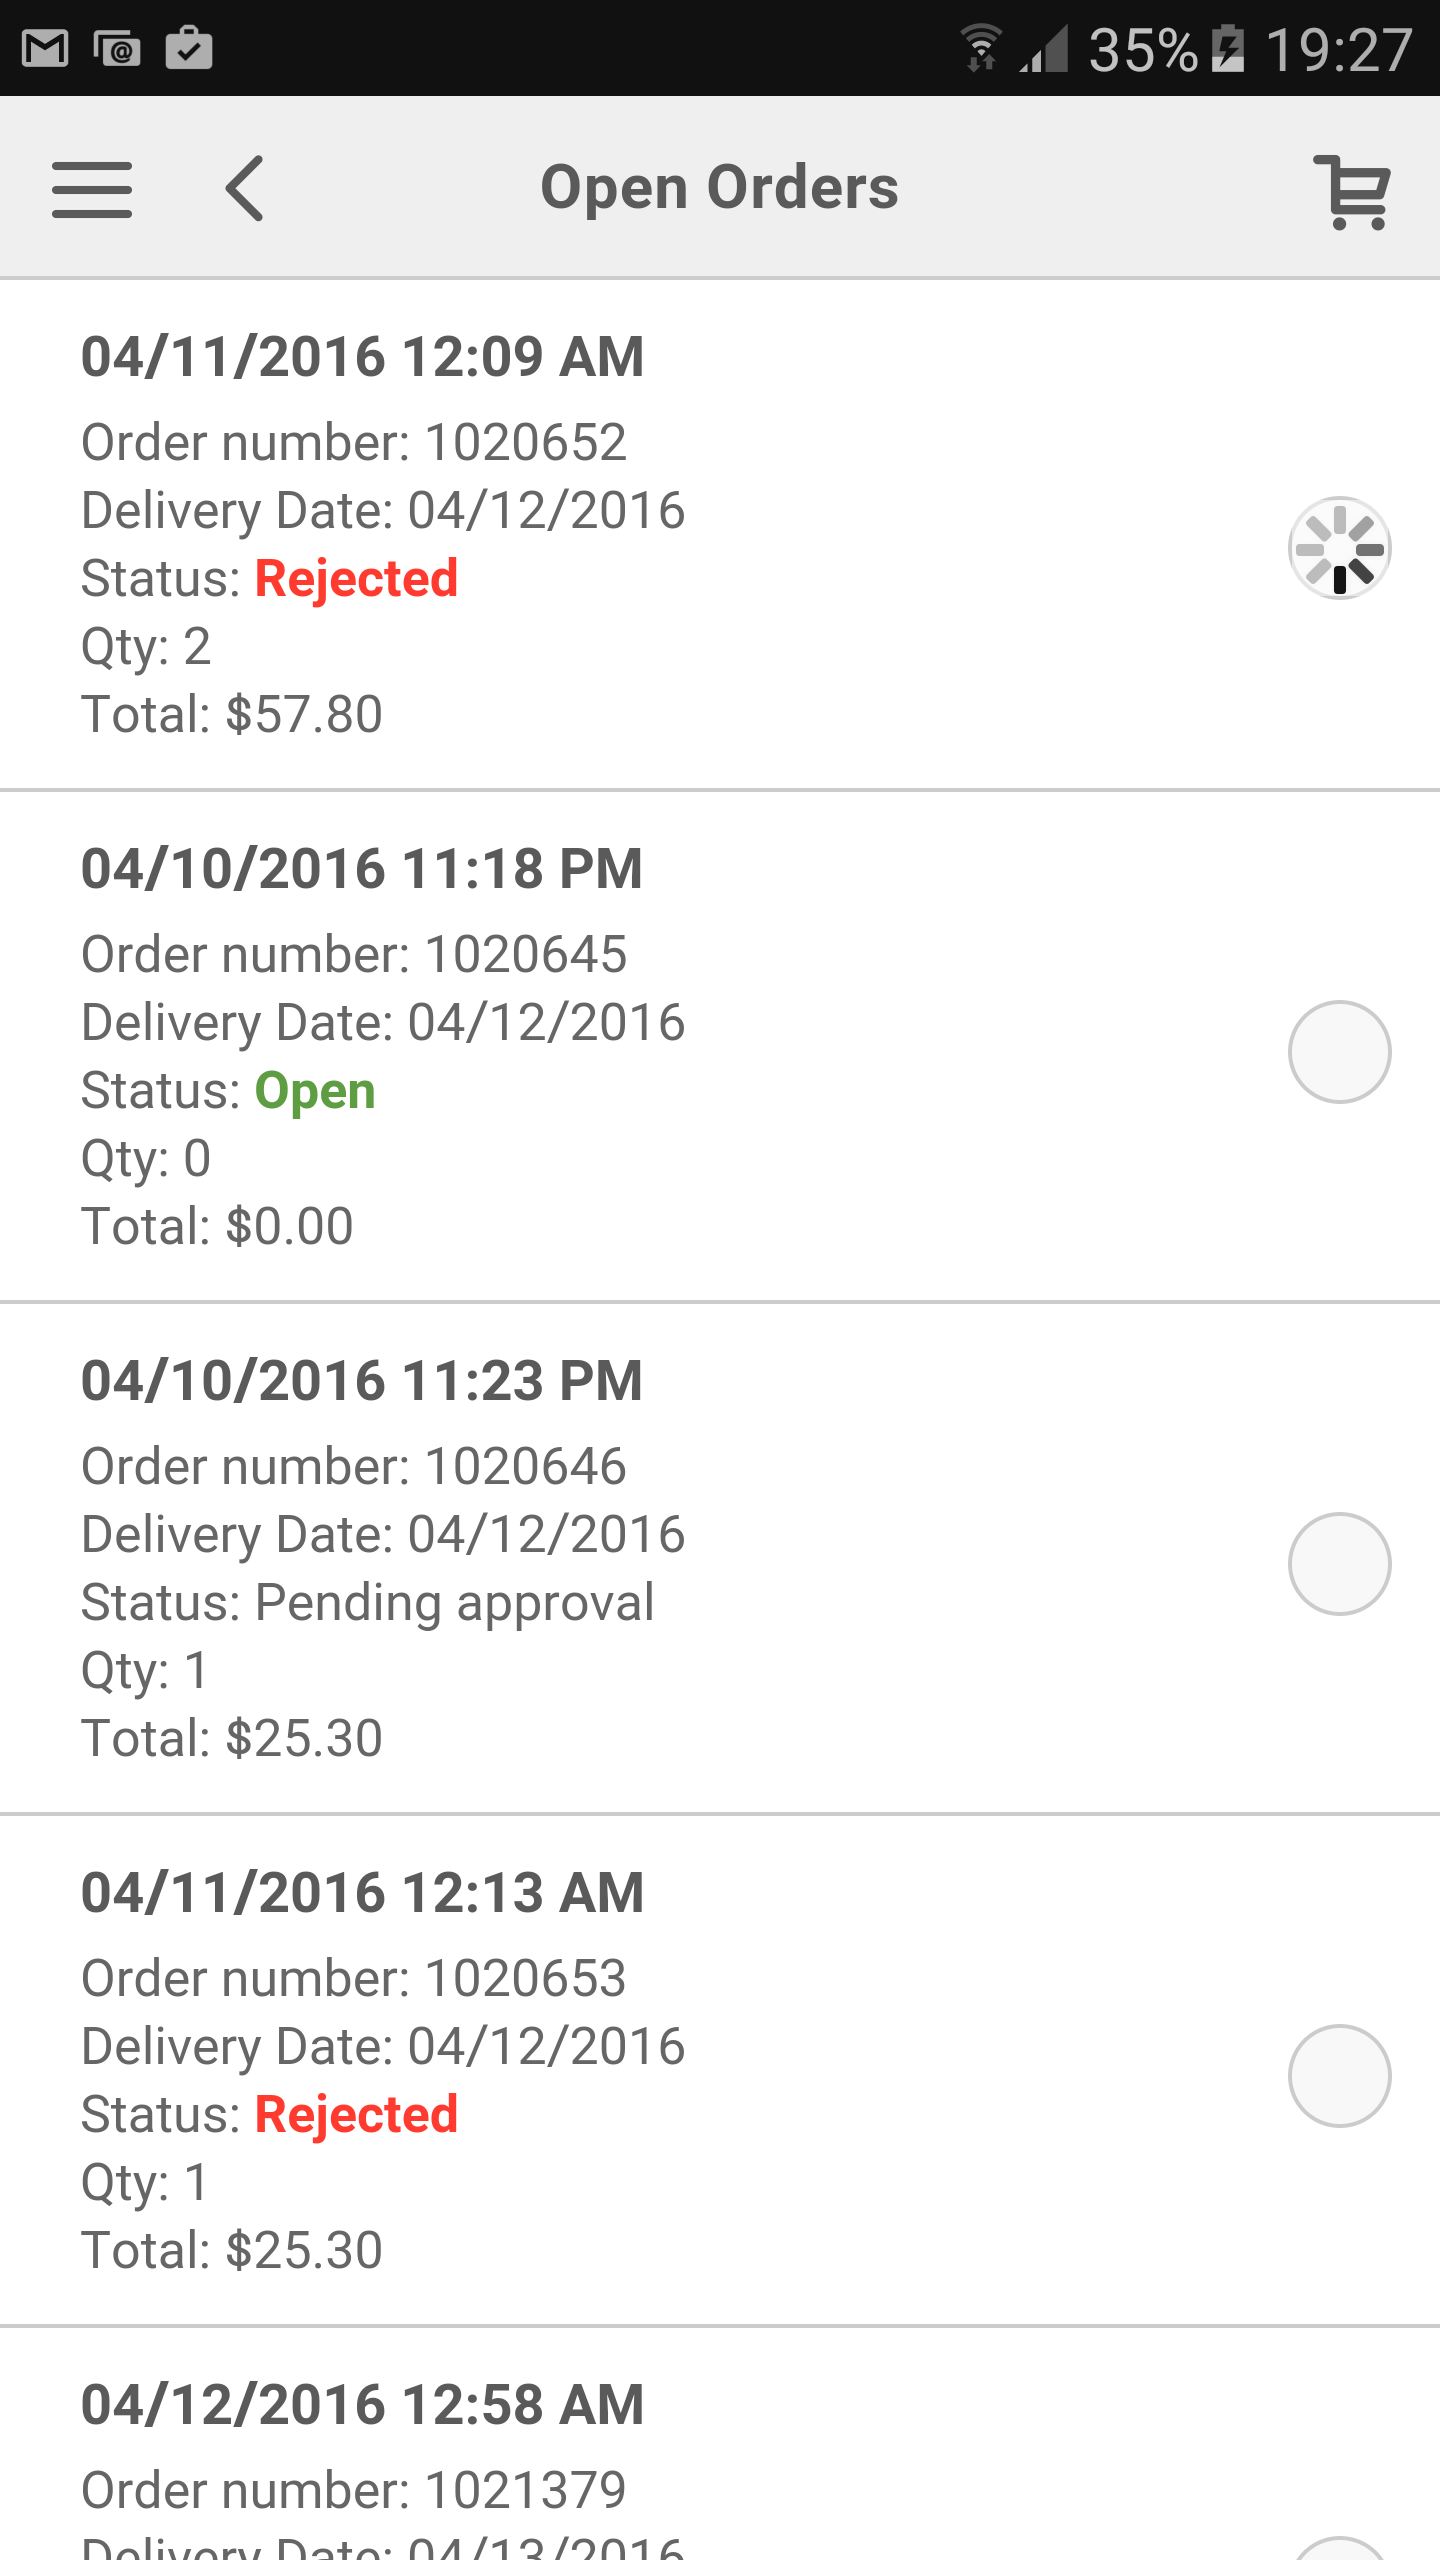 35% 19:27
Open Orders
04/11/2016 12:09 AM
Order number: 1020652
Delivery Date: 04/12/2016
Status: Rejected
Qty: 2
Total: $57.80
04/10/2016 11:18 PM
Order number: 1020645
Delivery Date: 04/12/2016
Status: Open
Qty: 0
Total: $0.00
04/10/2016 11:23 PM
Order number: 1020646
Delivery Date: 04/12/2016
Status: Pending approval
Qty: 1
Total: $25.30
04/11/2016 12:13 AM
Order number: 1020653
Delivery Date: 04/12/2016
Status: Rejected
Qty: 1
Total: $25.30
04/12/2016 12:58 AM
Order number: 1021379
Delivery Date: 04/13/2016